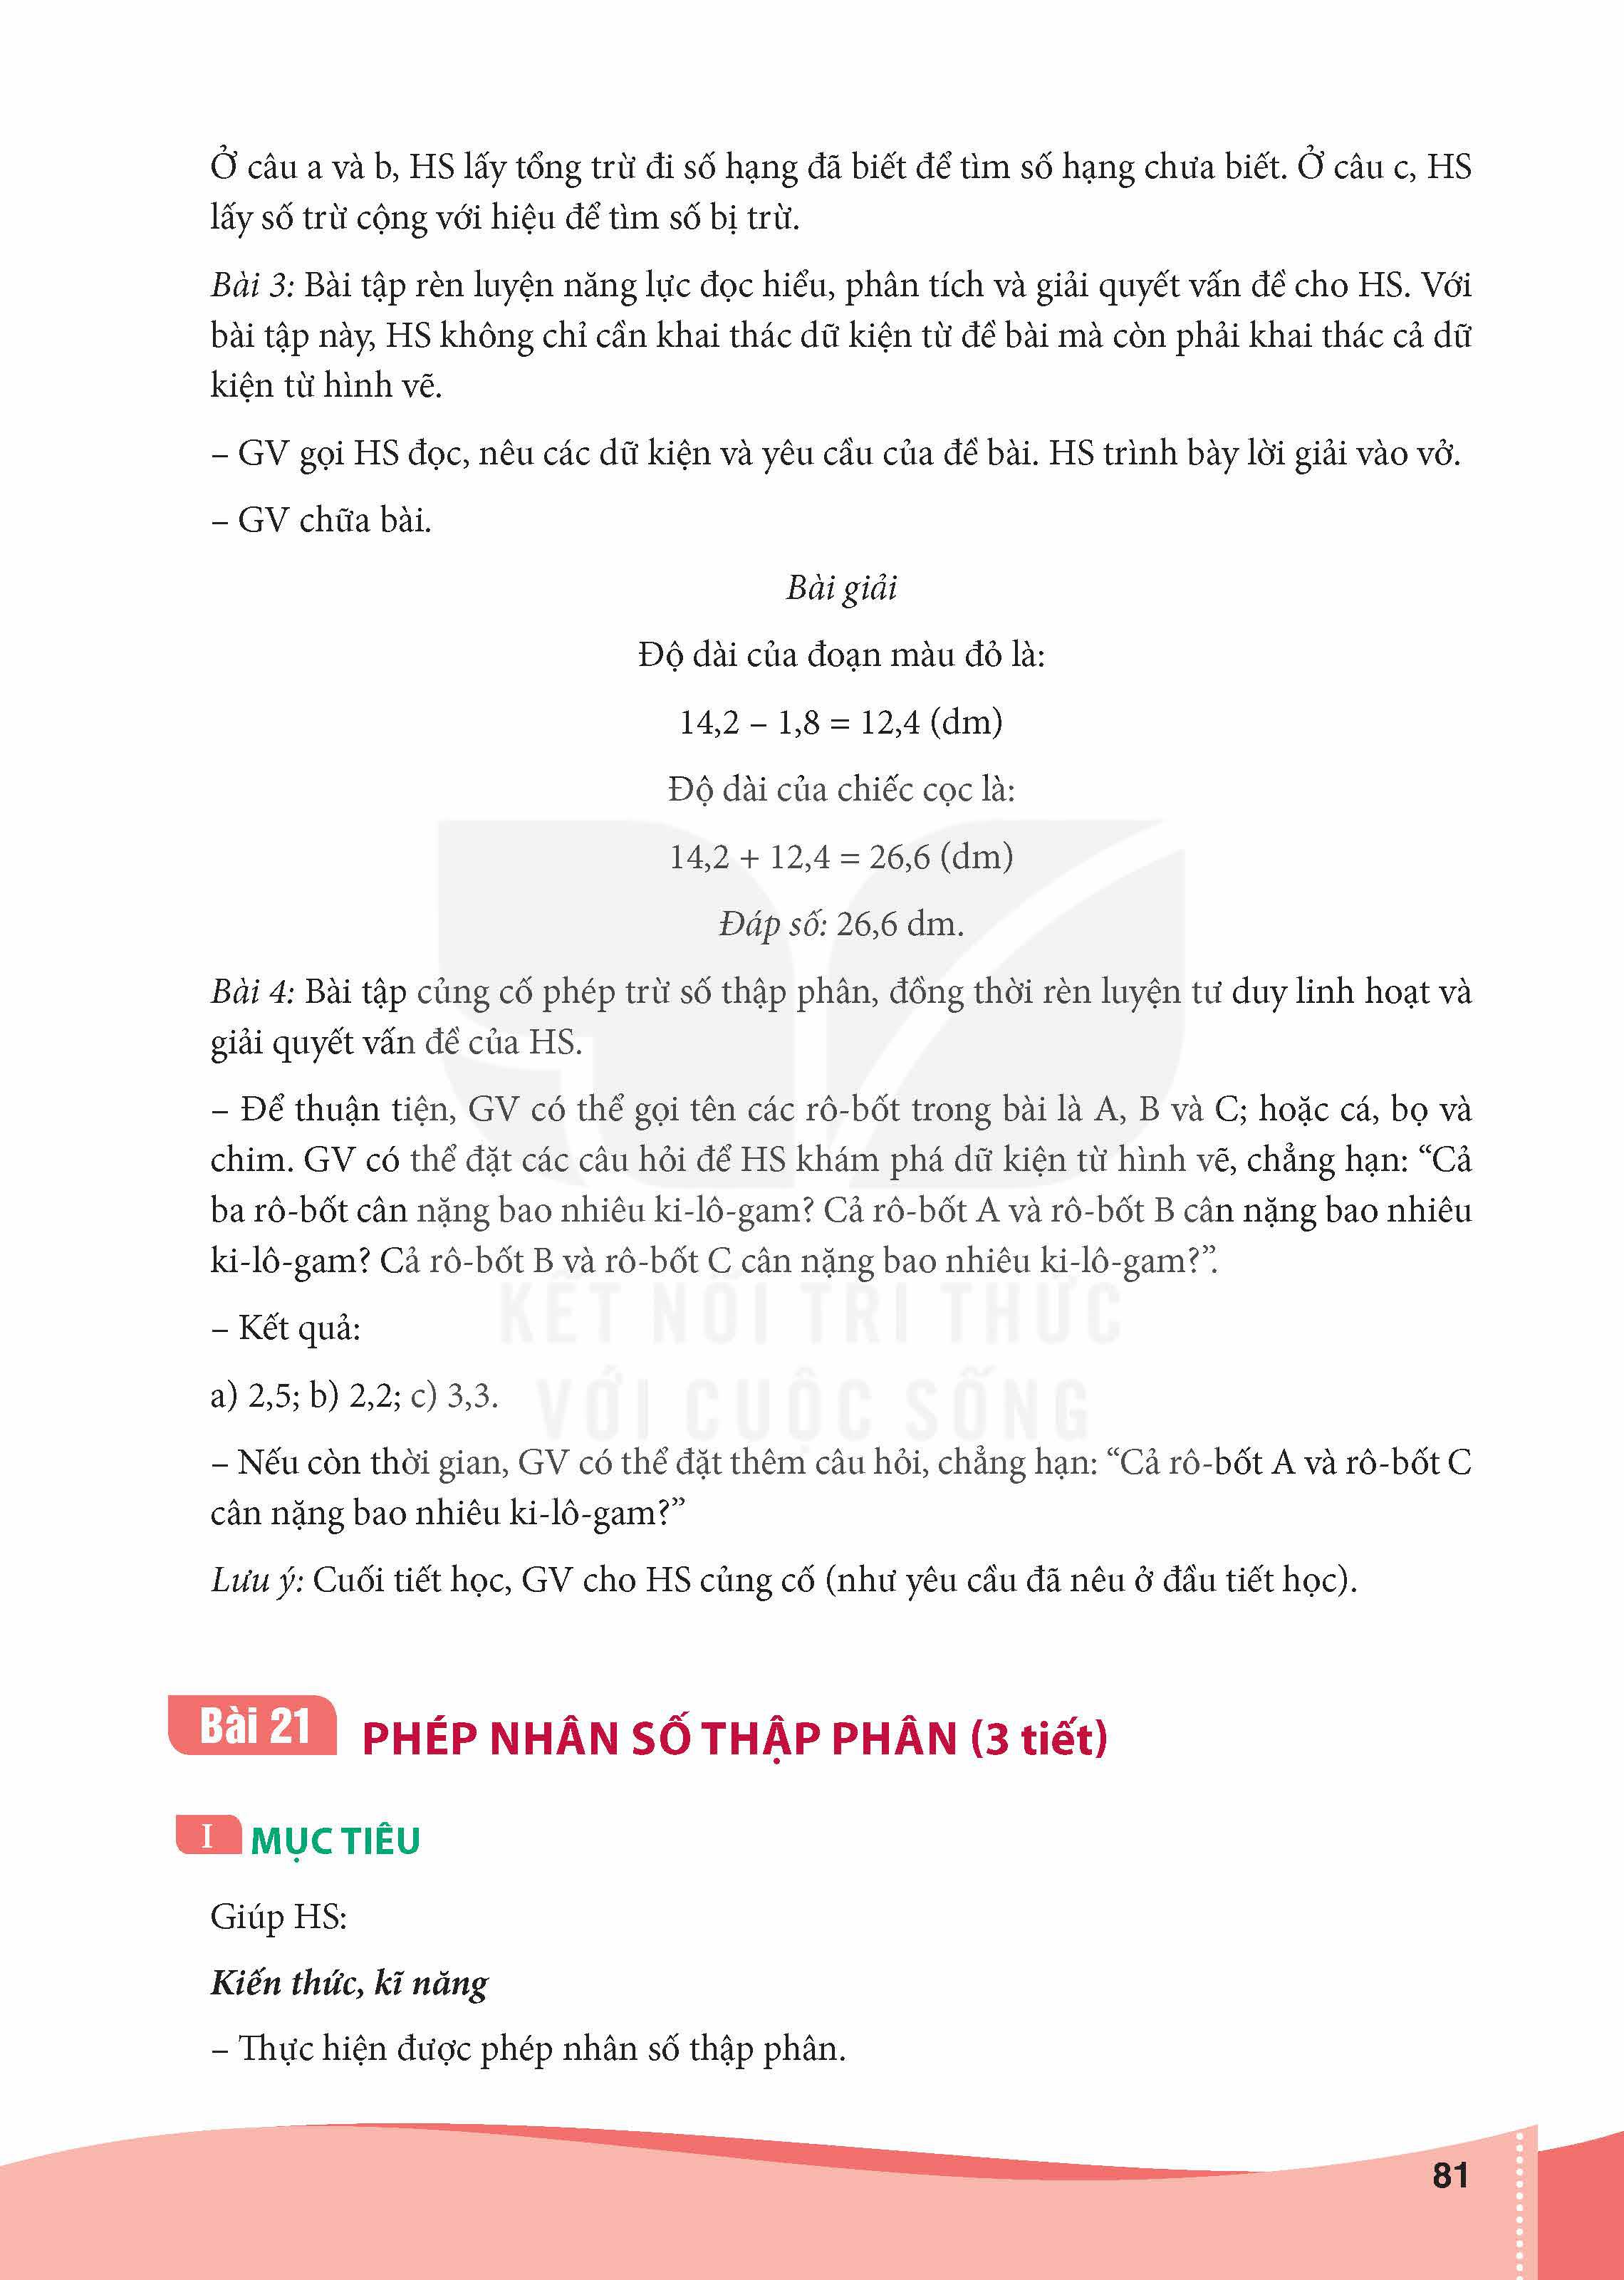 Ở câu a và b, HS lấy tổng trừ đi số hạng đã biết để tìm số hạng chưa biết. Ở câu c, HS
lấy số trừ cộng với hiệu để tìm số bị trừ.
Bài 3: Bài tập rèn luyện năng lực đọc hiểu, phân tích và giải quyết vấn đề cho HS. Với
bài tập này, HS không chỉ cần khai thác dữ kiện từ đề bài mà còn phải khai thác cả dữ
kiện từ hình vẽ.
– GV gọi HS đọc, nêu các dữ kiện và yêu cầu của đề bài. HS trình bày lời giải vào vở.
– GV chữa bài.
Bài giải
Độ dài của đoạn màu đỏ là:
14,2 – 1,8 = 12,4 (dm)
Độ dài của chiếc cọc là:
14,2 + 12,4 = 26,6 (dm)
Đáp số: 26,6 dm.
Bài 4: Bài tập củng cố phép trừ số thập phân, đồng thời rèn luyện tư duy linh hoạt và
giải quyết vấn đề của HS.
– Để thuận tiện, GV có thể gọi tên các rô-bốt trong bài là A, B và C; hoặc cá, bọ và
chim. GV có thể đặt các câu hỏi để HS khám phá dữ kiện từ hình vẽ, chẳng hạn: “Cả
ba rô-bốt cân nặng bao nhiêu ki-lô-gam? Cả rô-bốt A và rô-bốt B cân nặng bao nhiêu
ki-lô-gam? Cả rô-bốt B và rô-bốt C cân nặng bao nhiêu ki-lô-gam?”.
KẾT NỐI TRI THỨC
– Kết quả:
VỚI CUỘC SỐNG
a) 2,5; b) 2,2; c) 3,3.
– Nếu còn thời gian, GV có thể đặt thêm câu hỏi, chẳng hạn: “Cả rô-bốt A và rô-bốt C
cân nặng bao nhiêu ki-lô-gam?”
Lưu ý: Cuối tiết học, GV cho HS củng cố (như yêu cầu đã nêu ở đầu tiết học).
Bài 21 PHÉP NHÂN SỐ THẬP PHÂN (3 tiết)
I MỤC TIÊU
Giúp HS:
Kiến thức, kĩ năng
– Thực hiện được phép nhân số thập phân.
81